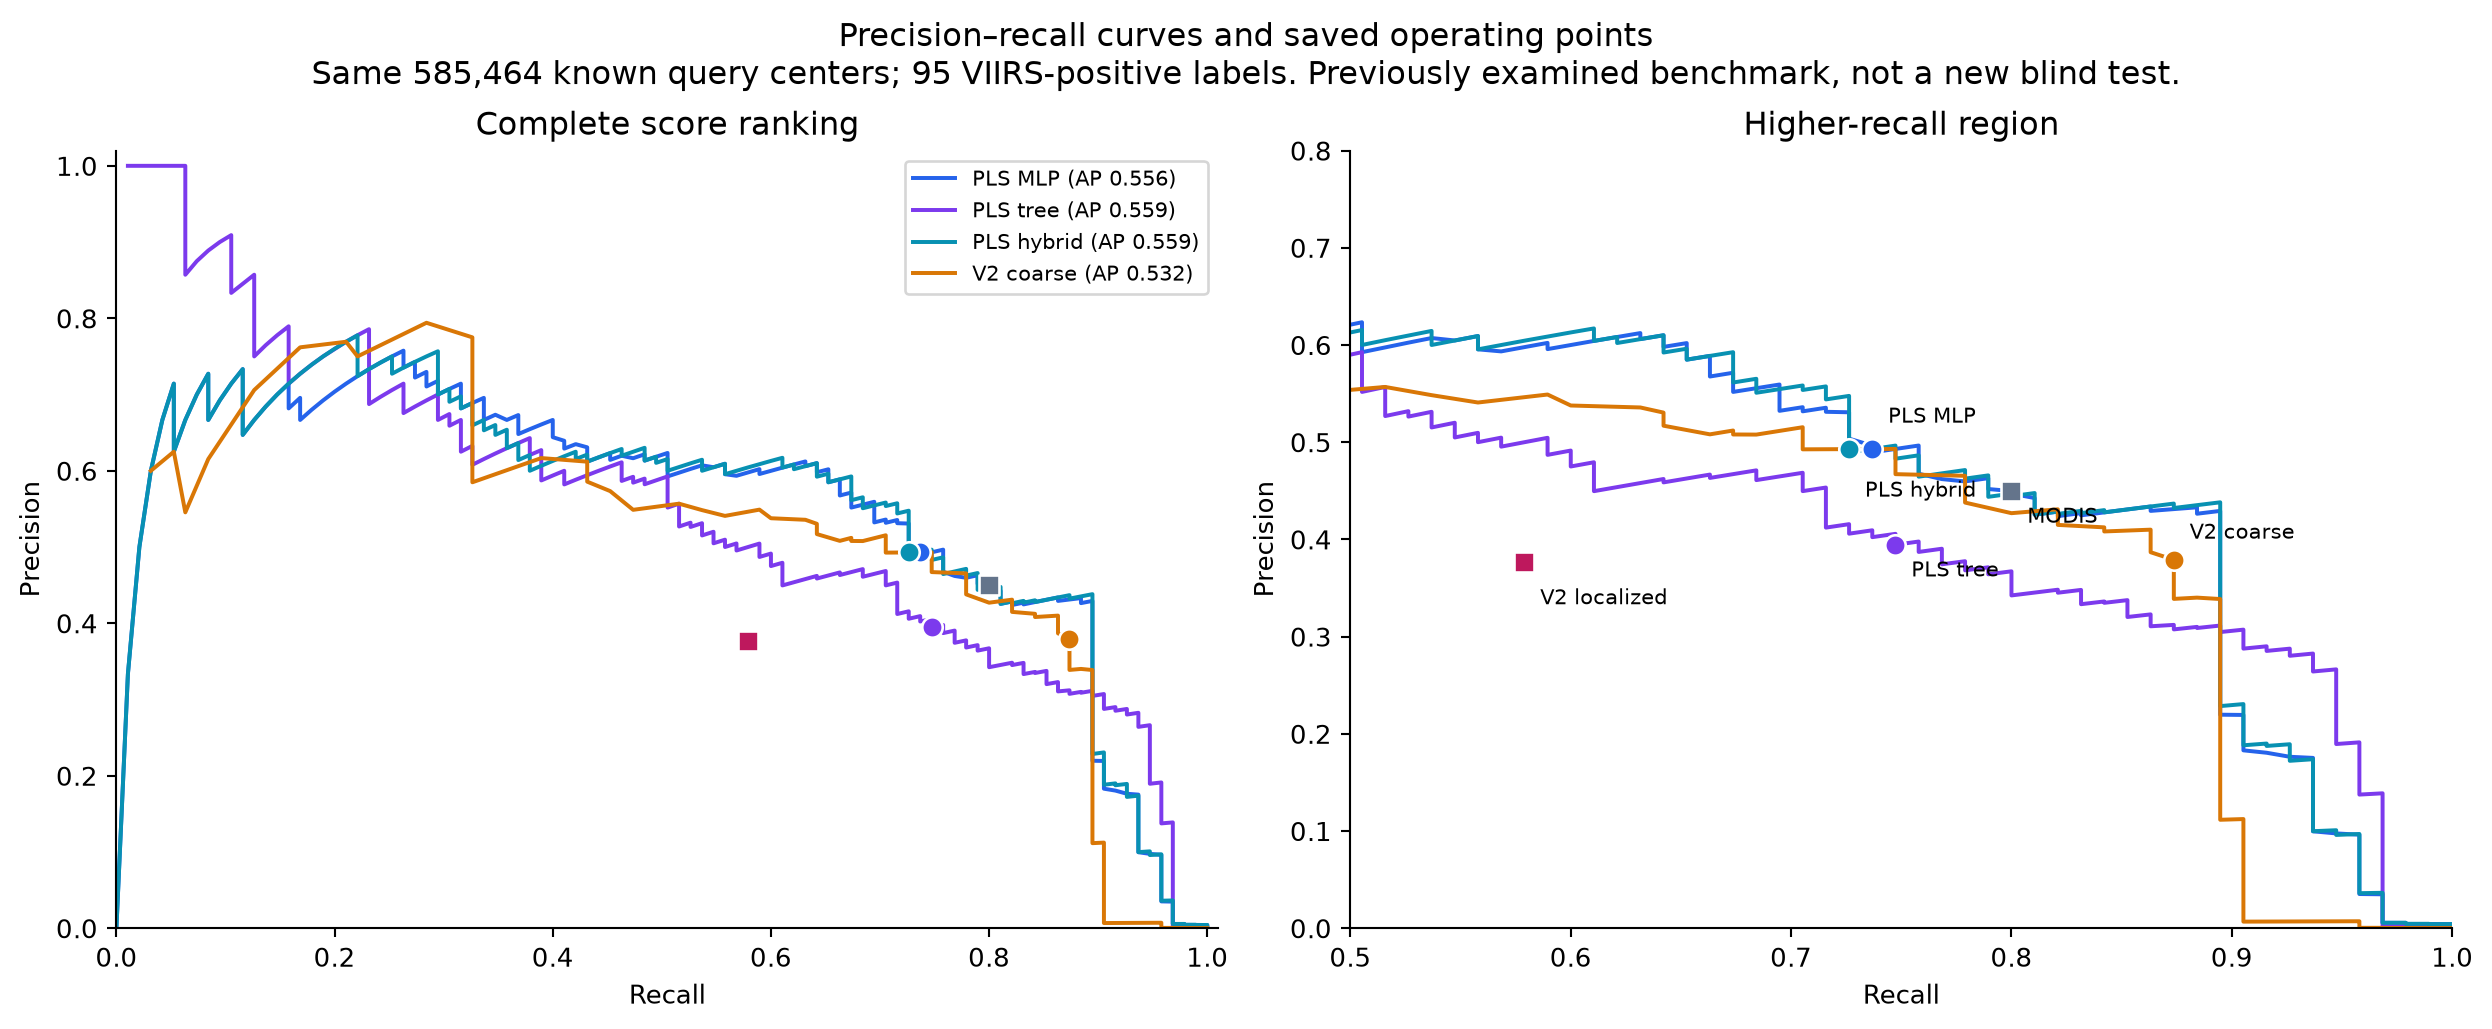 Precision–recall curves and saved operating points
Same 585,464 known query centers; 95 VIIRS-positive labels. Previously examined benchmark, not a new blind test.
Complete score ranking
1.0
0.8
0.6
0.4
0.2
0.0
Precision
PLS MLP (AP 0.556)
PLS tree (AP 0.559)
PLS hybrid (AP 0.559)
V2 coarse (AP 0.532)
0.0 0.2 0.4 0.6 0.8 1.0
Recall
Higher-recall region
0.8
0.7
0.6
0.5
0.4
0.3
0.2
0.1
0.0
Precision
PLS MLP
PLS hybrid
MODIS
V2 coarse
PLS tree
V2 localized
0.5 0.6 0.7 0.8 0.9 1.0
Recall